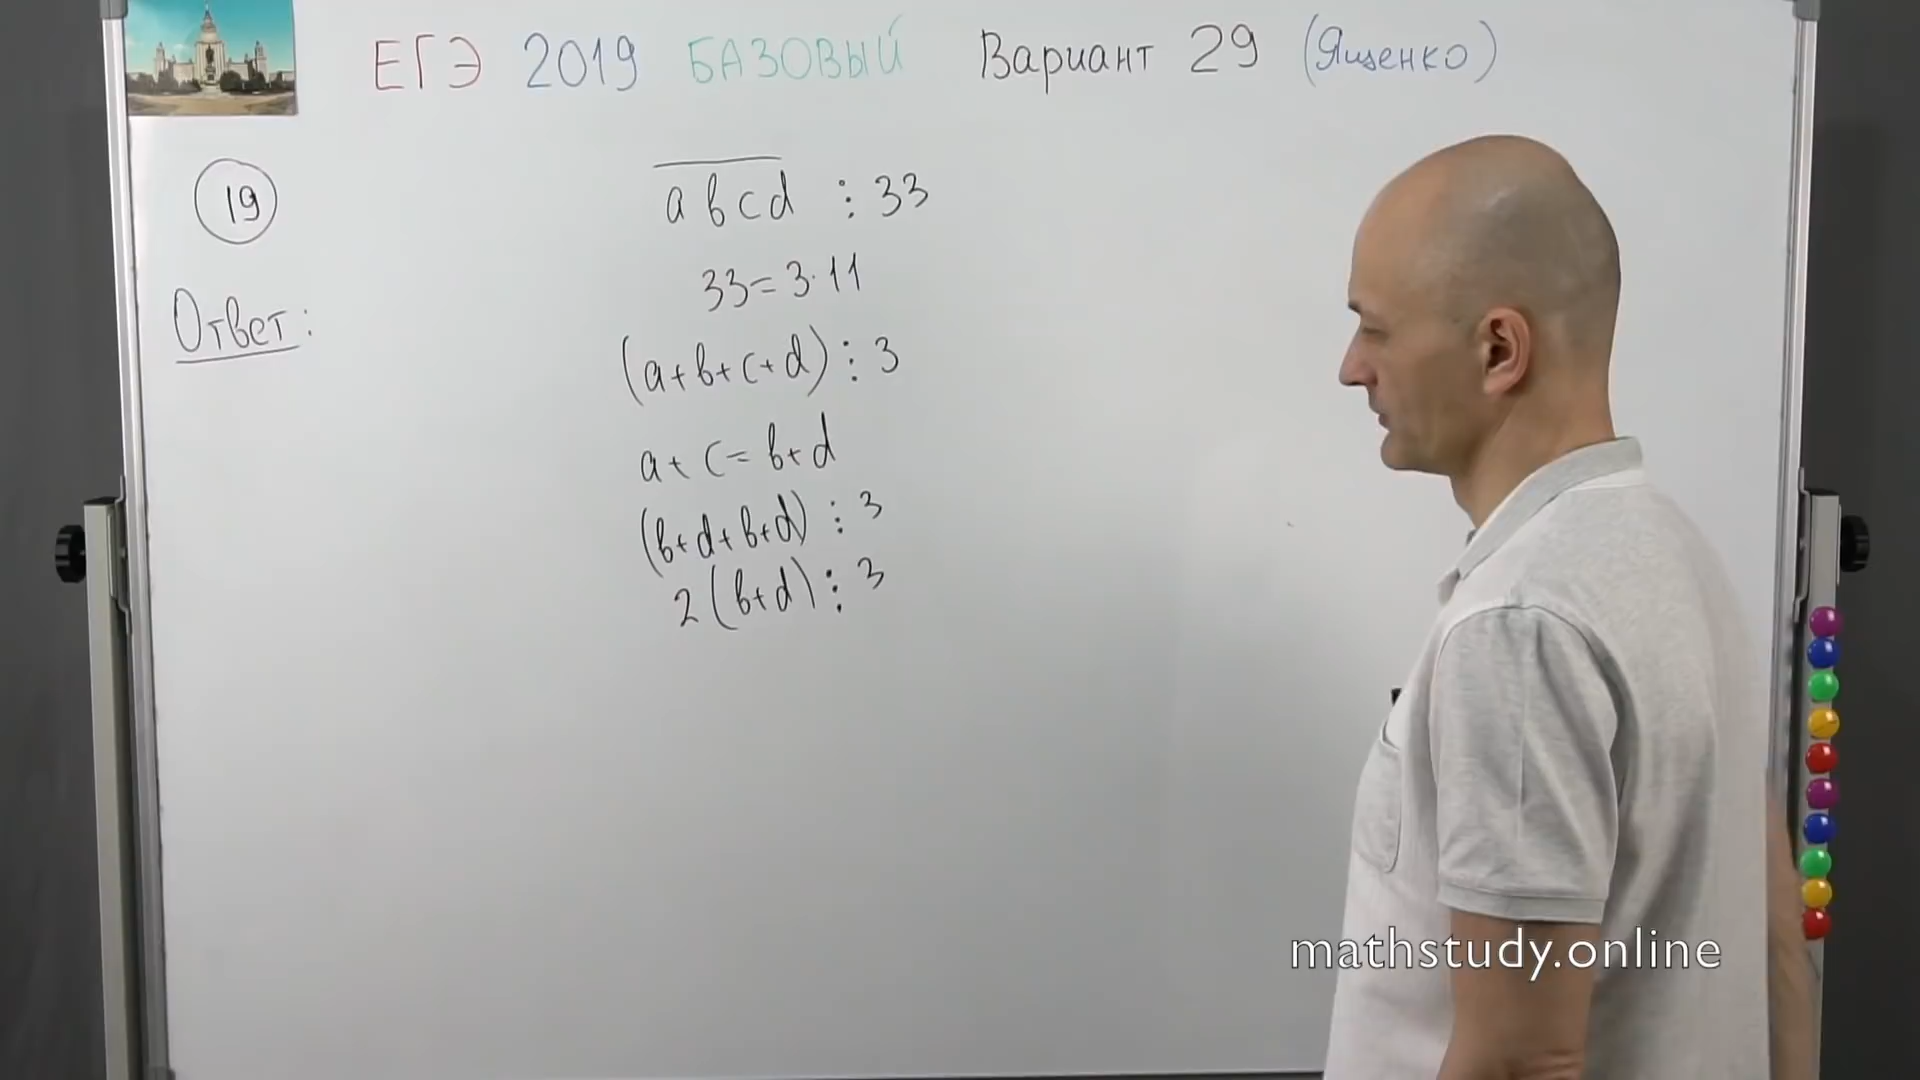 ЕГЭ 2019 БАЗОВЫЙ Вариант 29 (Ященко)
19
Ответ:
abcd ⋮ 33
33=3·11
(a+b+c+d) ⋮ 3
a+c=b+d
(b+d+b+d) ⋮ 3
2(b+d) ⋮ 3
mathstudy.online